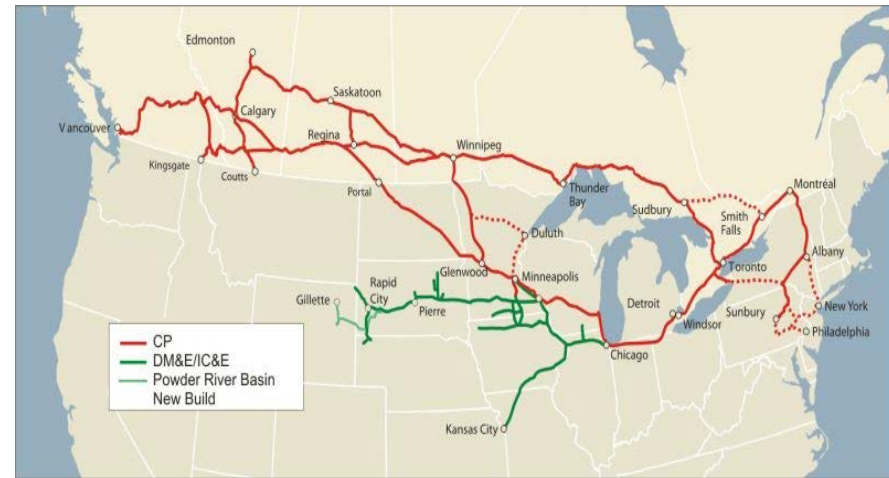 Edmonton
Saskatoon
Calgary
Vancouver
Regina
Winnipeg
Kingsgate
Coutts
Portal
Thunder
Bay
Sudbury
Smith
Falls
Montréal
Duluth
Toronto
Albany
Glenwood
Minneapolis
Rapid
City
Gillette
Pierre
Detroit
Windsor
Sunbury
New York
Philadelphia
Chicago
Kansas City
CP
DM&E/IC&E
Powder River Basin
New Build